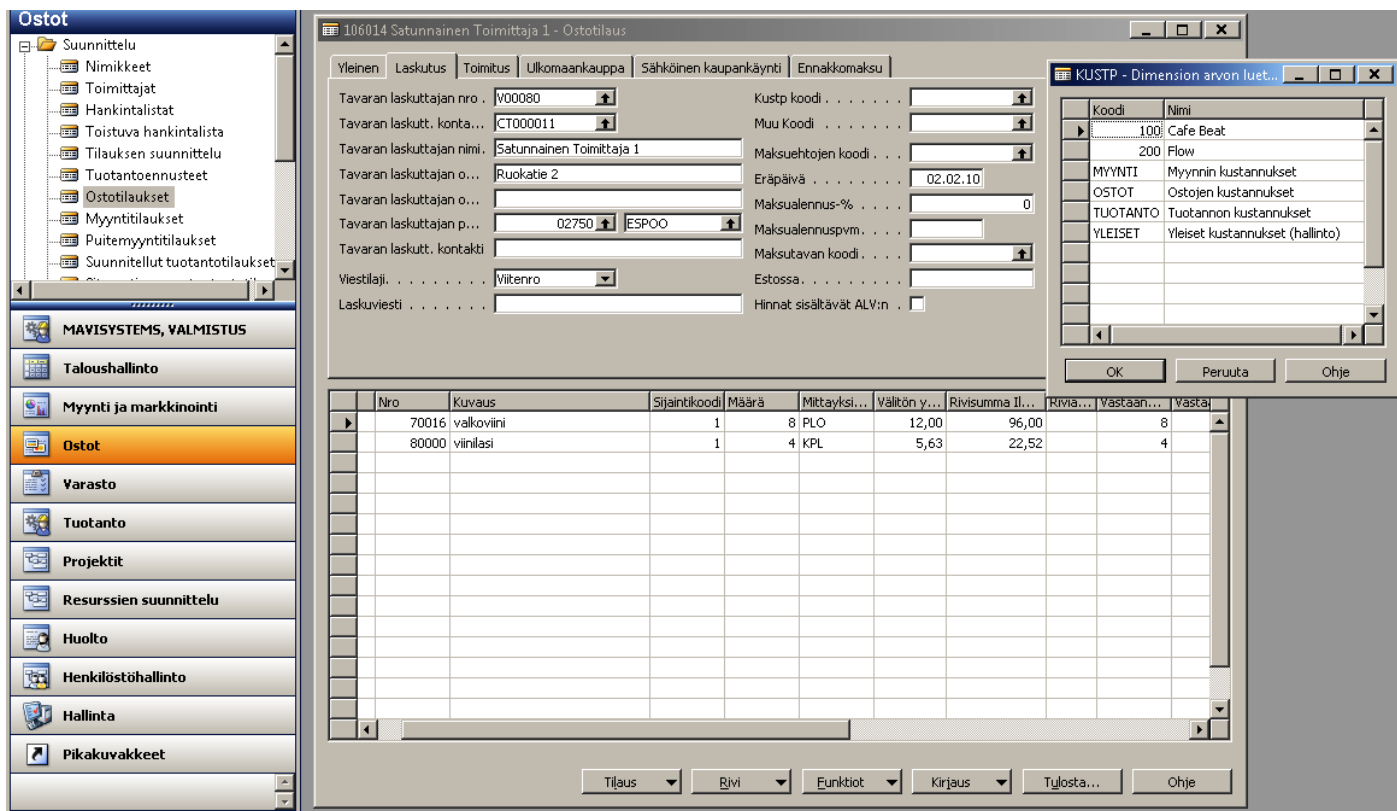 Ostot
Suunnittelu
Nimikkeet
Toimittajat
Hankintalistat
Toistuva hankintalista
Tilauksen suunnittelu
Tuotantoennusteet
Ostotilaukset
Myyntitilaukset
Puitemyyntitilaukset
Suunnitellut tuotantotilaukset
MAVISYSTEMS, VALMISTUS
Taloushallinto
Myynti ja markkinointi
Ostot
Varasto
Tuotanto
Projektit
Resurssien suunnittelu
Huolto
Henkilöstöhallinto
Hallinta
Pikakuvakkeet
106014 Satunnainen Toimittaja 1 - Ostotilaus
Yleinen Laskutus Toimitus Ulkomaankauppa Sähköinen kaupankäynti Ennakkomaksu
Tavaran laskuttajan nro . V00080
Tavaran laskutt. konta... CT000011
Tavaran laskuttajan nimi. Satunnainen Toimittaja 1
Tavaran laskuttajan o... Ruokatie 2
Tavaran laskuttajan o...
Tavaran laskuttajan p... 02750 ESPOO
Tavaran laskutt. kontakti
Viestilaji. . . . . . . . . . Viitenro
Laskuviesti . . . . . . .
Kustp koodi . . . . . . .
Muu Koodi . . . . . . .
Maksuehtojen koodi . . .
Eräpäivä . . . . . . . . 02.02.10
Maksualennus-% . . . . 0
Maksualennuspvm. . . .
Maksutavan koodi. . . .
Estossa. . . . . . . . .
Hinnat sisältävät ALV:n .
KUSTP - Dimension arvon luet...
Koodi Nimi
100 Cafe Beat
200 Flow
MYYNTI Myynnin kustannukset
OSTOT Ostojen kustannukset
TUOTANTO Tuotannon kustannukset
YLEISET Yleiset kustannukset (hallinto)
OK Peruuta Ohje
Nro Kuvaus Sijaintikoodi Määrä Mittayksi... Välitön y... Rivisumma Il... Rivia... Vastaan... Vasta
70016 valkoviini 1 8 PLO 12,00 96,00 8
80000 viinilasi 1 4 KPL 5,63 22,52 4
Tilaus Rivi Funktiot Kirjaus Tulosta... Ohje